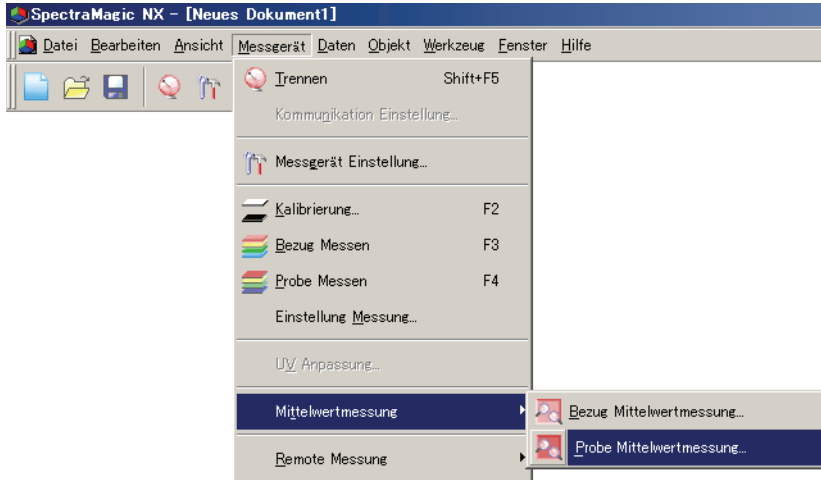 SpectraMagic NX - [Neues Dokument1]
Datei Bearbeiten Ansicht Messgerät Daten Objekt Werkzeug Fenster Hilfe
Trennen Shift+F5
Kommunikation Einstellung...
Messgerät Einstellung...
Kalibrierung... F2
Bezug Messen F3
Probe Messen F4
Einstellung Messung...
UV Anpassung...
Mittelwertmessung
Bezug Mittelwertmessung...
Probe Mittelwertmessung...
Remote Messung